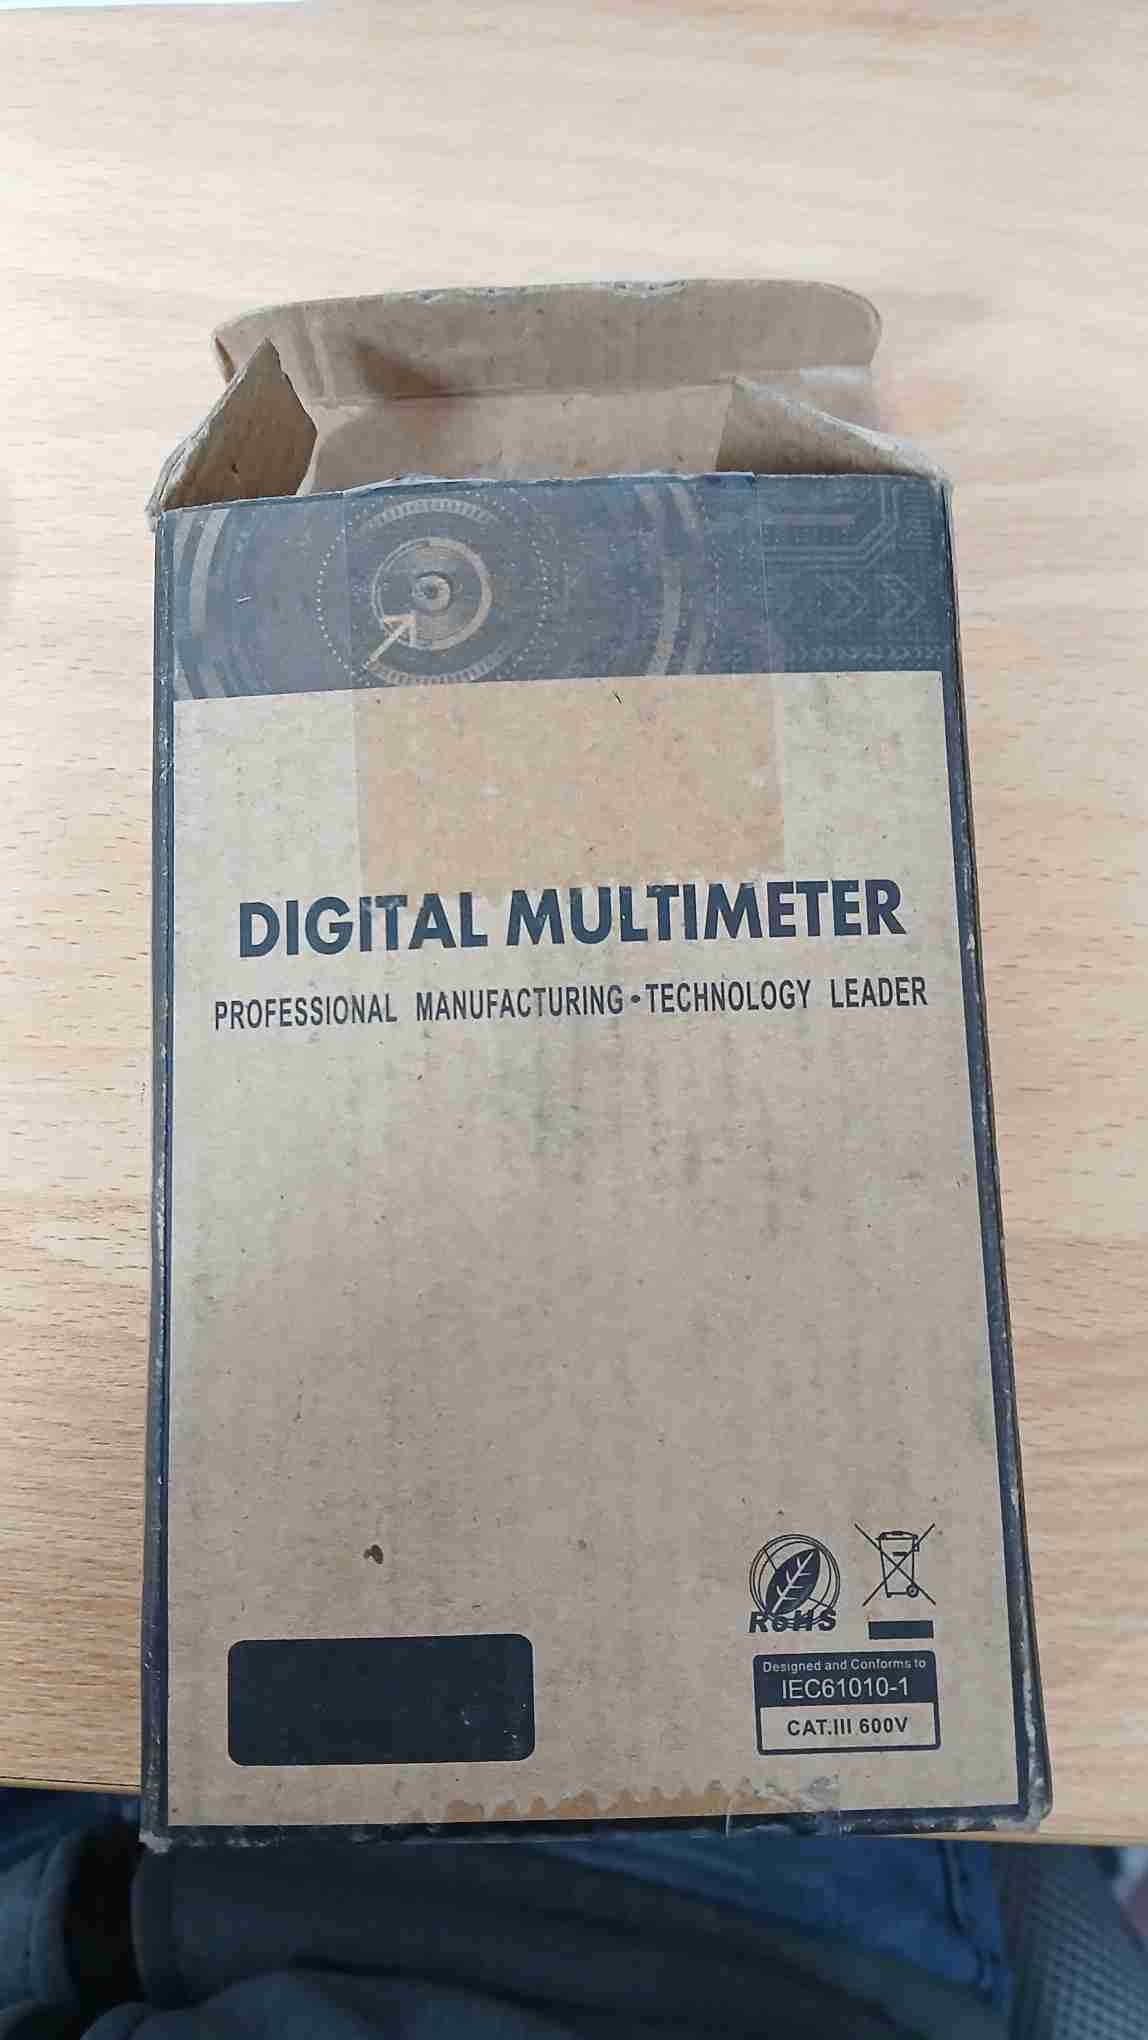 DIGITAL MULTIMETER
PROFESSIONAL MANUFACTURING•TECHNOLOGY LEADER
RoHS
Designed and Conforms to
IEC61010-1
CAT.III 600V